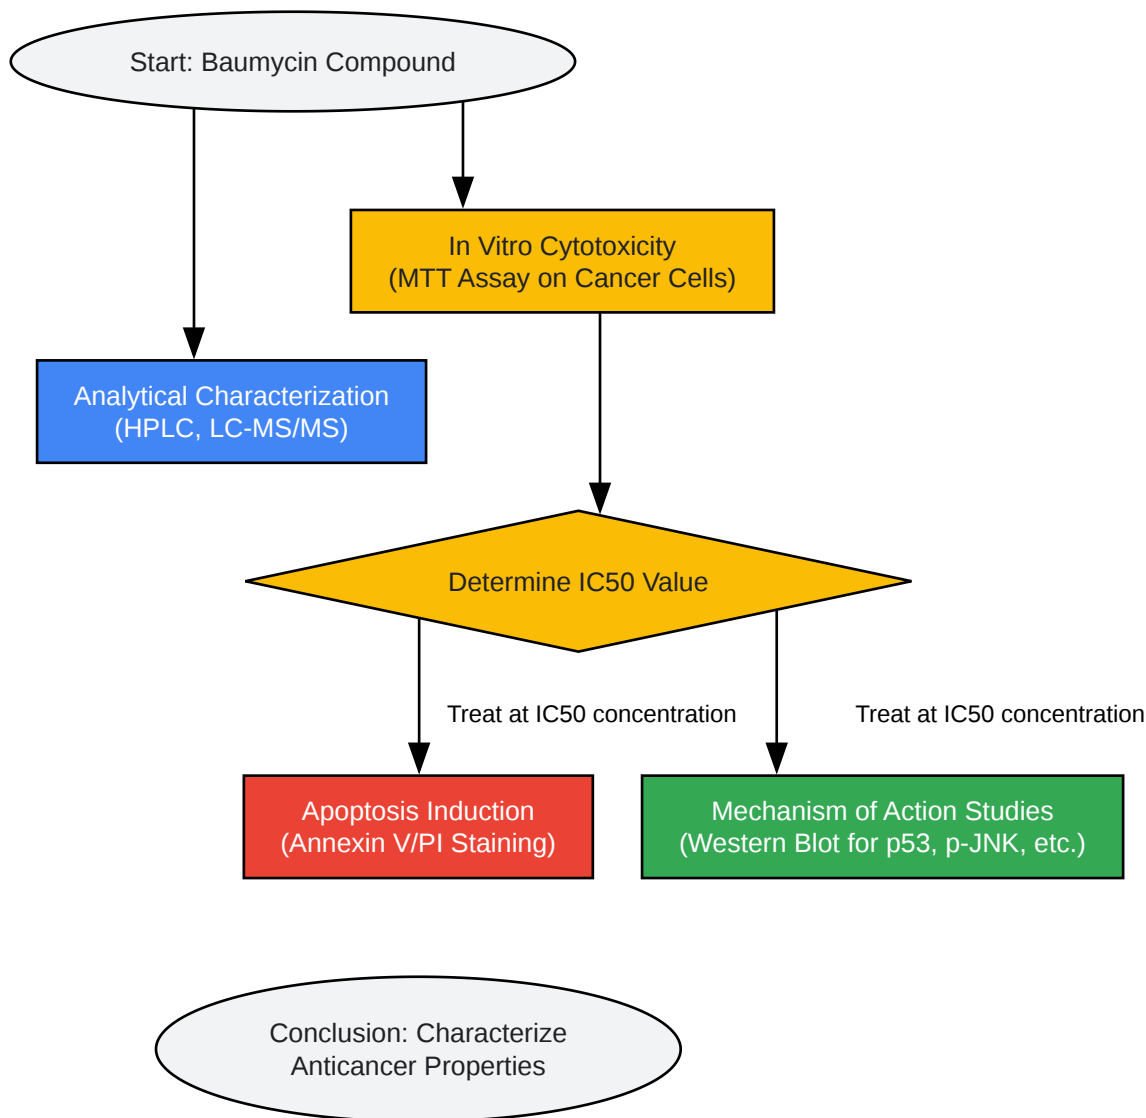 Start: Baumycin Compound
In Vitro Cytotoxicity
(MTT Assay on Cancer Cells)
Analytical Characterization
(HPLC, LC-MS/MS)
Determine IC50 Value
Treat at IC50 concentration
Treat at IC50 concentration
Apoptosis Induction
(Annexin V/PI Staining)
Mechanism of Action Studies
(Western Blot for p53, p-JNK, etc.)
Conclusion: Characterize
Anticancer Properties